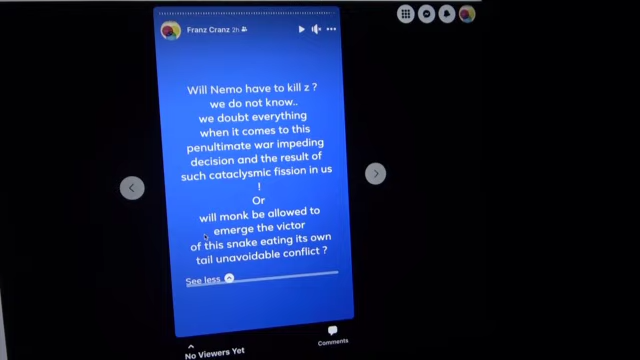 Franz Cranz 2h
Will Nemo have to kill z ?
we do not know..
we doubt everything
when it comes to this
penultimate war impeding
decision and the result of
such cataclysmic fission in us
!
Or
will monk be allowed to
emerge the victor
of this snake eating its own
tail unavoidable conflict ?
See less
No Viewers Yet
Comments